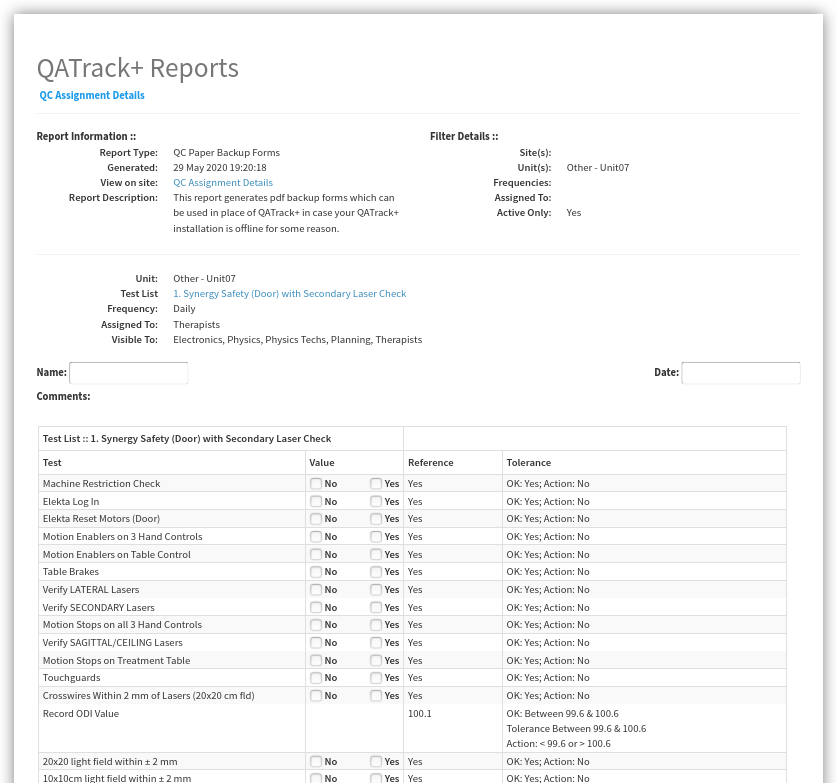 QATrack+ Reports
QC Assignment Details
Report Information ::
Report Type: QC Paper Backup Forms
Generated: 29 May 2020 19:20:18
View on site: QC Assignment Details
Report Description: This report generates pdf backup forms which can
be used in place of QATrack+ in case your QATrack+
installation is offline for some reason.
Filter Details ::
Site(s):
Unit(s): Other - Unit07
Frequencies:
Assigned To:
Active Only: Yes
Unit: Other - Unit07
Test List 1. Synergy Safety (Door) with Secondary Laser Check
Frequency: Daily
Assigned To: Therapists
Visible To: Electronics, Physics, Physics Techs, Planning, Therapists
Name: Date:
Comments:
Test List :: 1. Synergy Safety (Door) with Secondary Laser Check
Test Value Reference Tolerance
Machine Restriction Check No Yes Yes OK: Yes; Action: No
Elekta Log In No Yes Yes OK: Yes; Action: No
Elekta Reset Motors (Door) No Yes Yes OK: Yes; Action: No
Motion Enablers on 3 Hand Controls No Yes Yes OK: Yes; Action: No
Motion Enablers on Table Control No Yes Yes OK: Yes; Action: No
Table Brakes No Yes Yes OK: Yes; Action: No
Verify LATERAL Lasers No Yes Yes OK: Yes; Action: No
Verify SECONDARY Lasers No Yes Yes OK: Yes; Action: No
Motion Stops on all 3 Hand Controls No Yes Yes OK: Yes; Action: No
Verify SAGITTAL/CEILING Lasers No Yes Yes OK: Yes; Action: No
Motion Stops on Treatment Table No Yes Yes OK: Yes; Action: No
Touchguards No Yes Yes OK: Yes; Action: No
Crosswires Within 2 mm of Lasers (20x20 cm fld) No Yes Yes OK: Yes; Action: No
Record ODI Value 100.1 OK: Between 99.6 & 100.6
Tolerance Between 99.6 & 100.6
Action: < 99.6 or > 100.6
20x20 light field within ± 2 mm No Yes Yes OK: Yes; Action: No
10x10cm light field within ± 2 mm No Yes Yes OK: Yes; Action: No